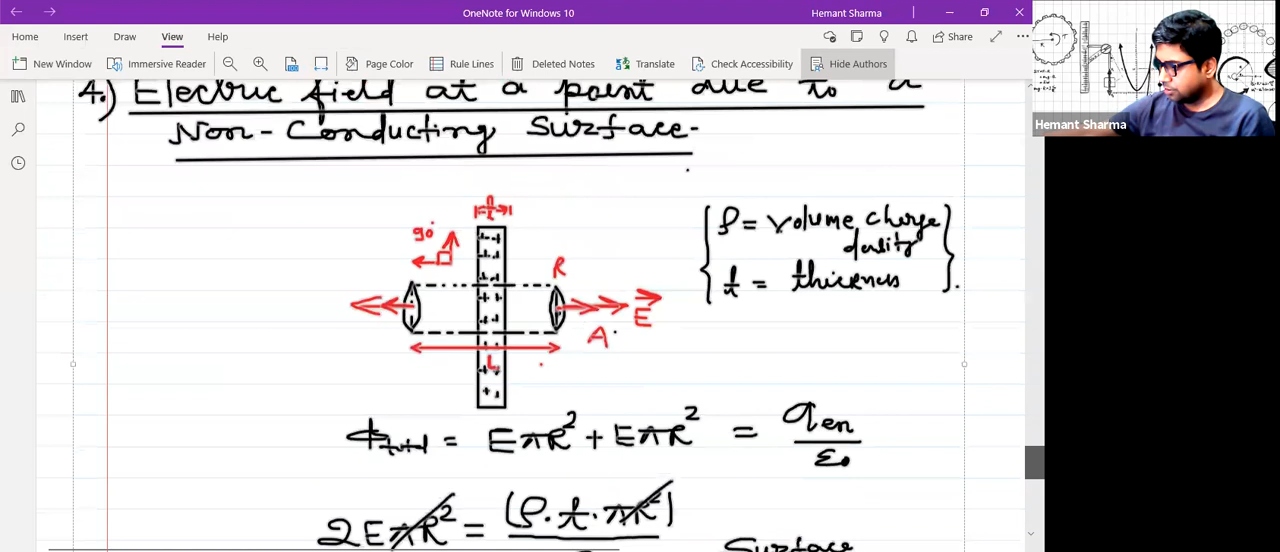 OneNote for Windows 10
Hemant Sharma
Home Insert Draw View Help
Share
New Window Immersive Reader Page Color Rule Lines Deleted Notes Translate Check Accessibility Hide Authors
Hemant Sharma
4.) Electric field at a point due to a
Non-Conducting Surface-
90°
R
E
A
L
{ρ = volume charge
density
t = thickness}.
= EπR² + EπR² = q_en/ε₀
2EπR² = (ρ.t.πR²)
Surface